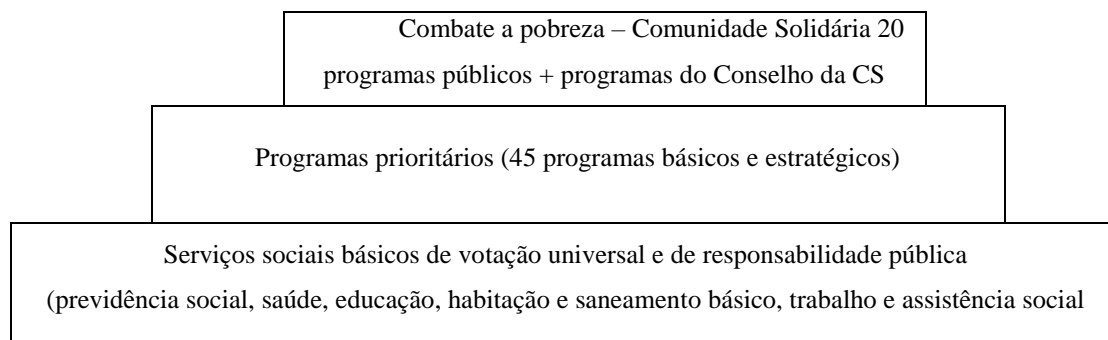 Combate a pobreza – Comunidade Solidária 20
programas públicos + programas do Conselho da CS
Programas prioritários (45 programas básicos e estratégicos)
Serviços sociais básicos de votação universal e de responsabilidade pública
(previdência social, saúde, educação, habitação e saneamento básico, trabalho e assistência social